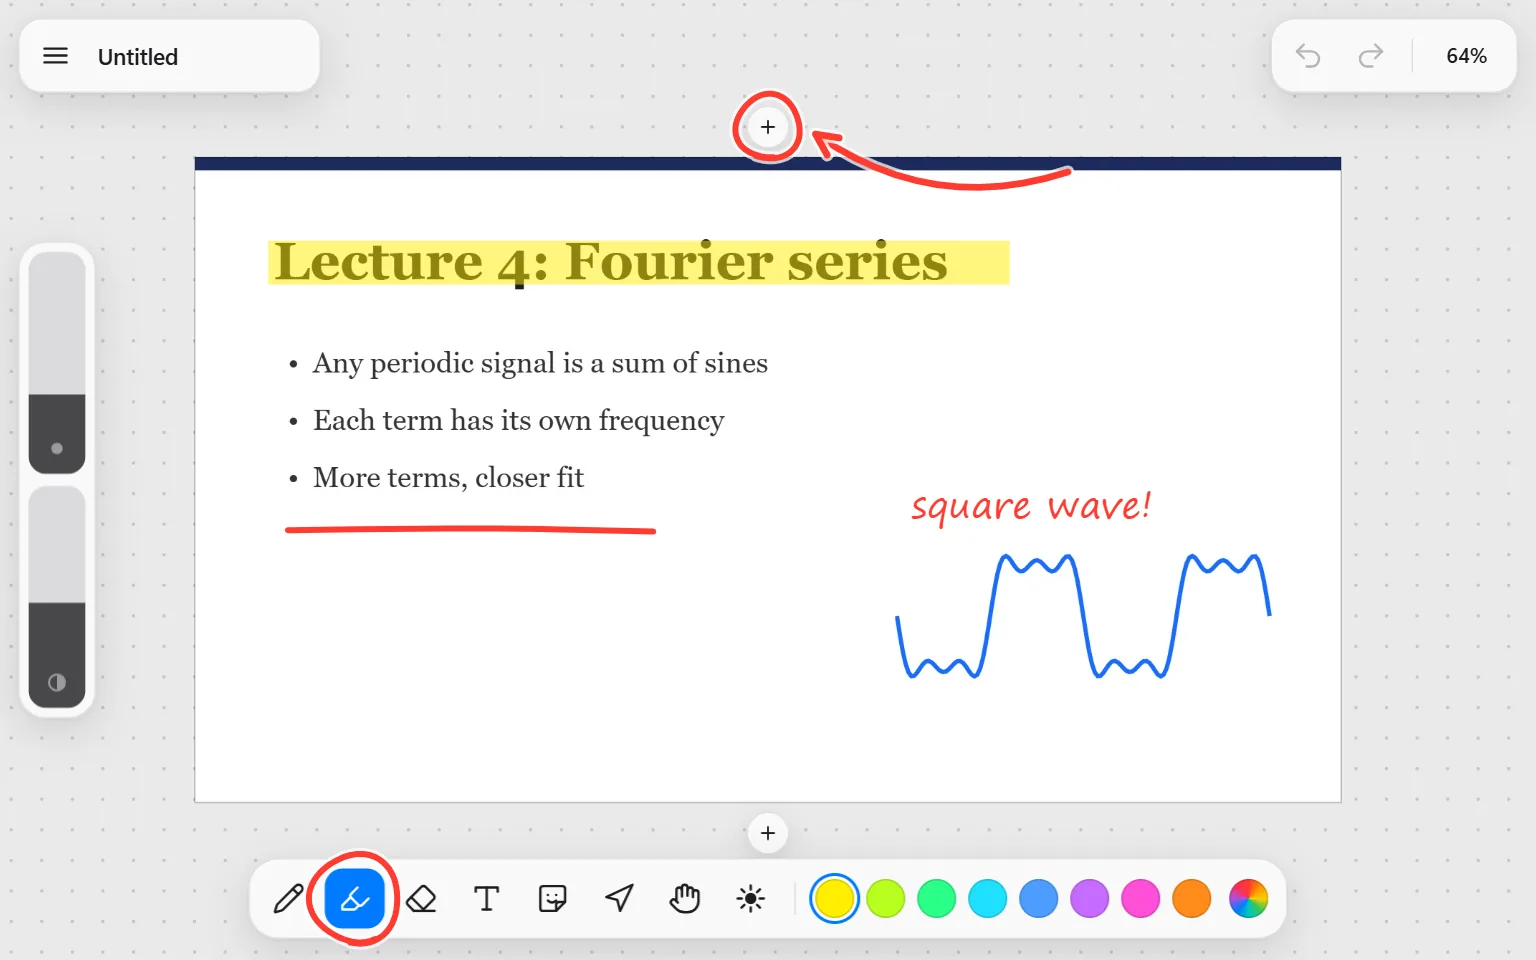 Untitled
64%
Lecture 4: Fourier series
• Any periodic signal is a sum of sines
• Each term has its own frequency
• More terms, closer fit
square wave!